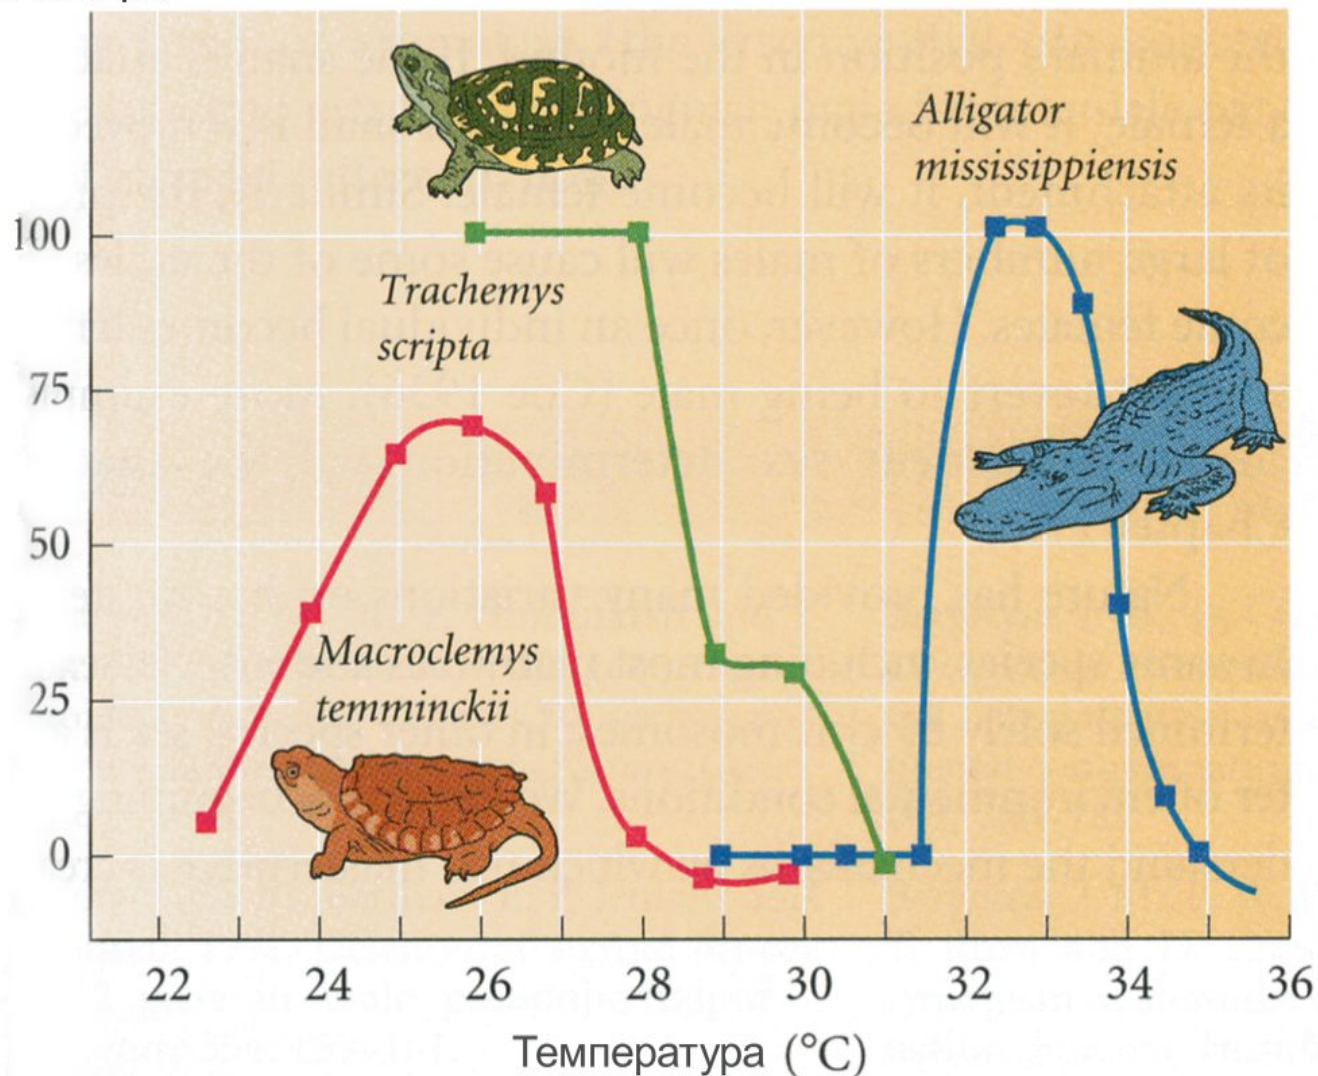 Alligator
mississippiensis
100
Trachemys
scripta
75
50
Macroclemys
temminckii
25
0
22 24 26 28 30 32 34 36
Температура (°C)